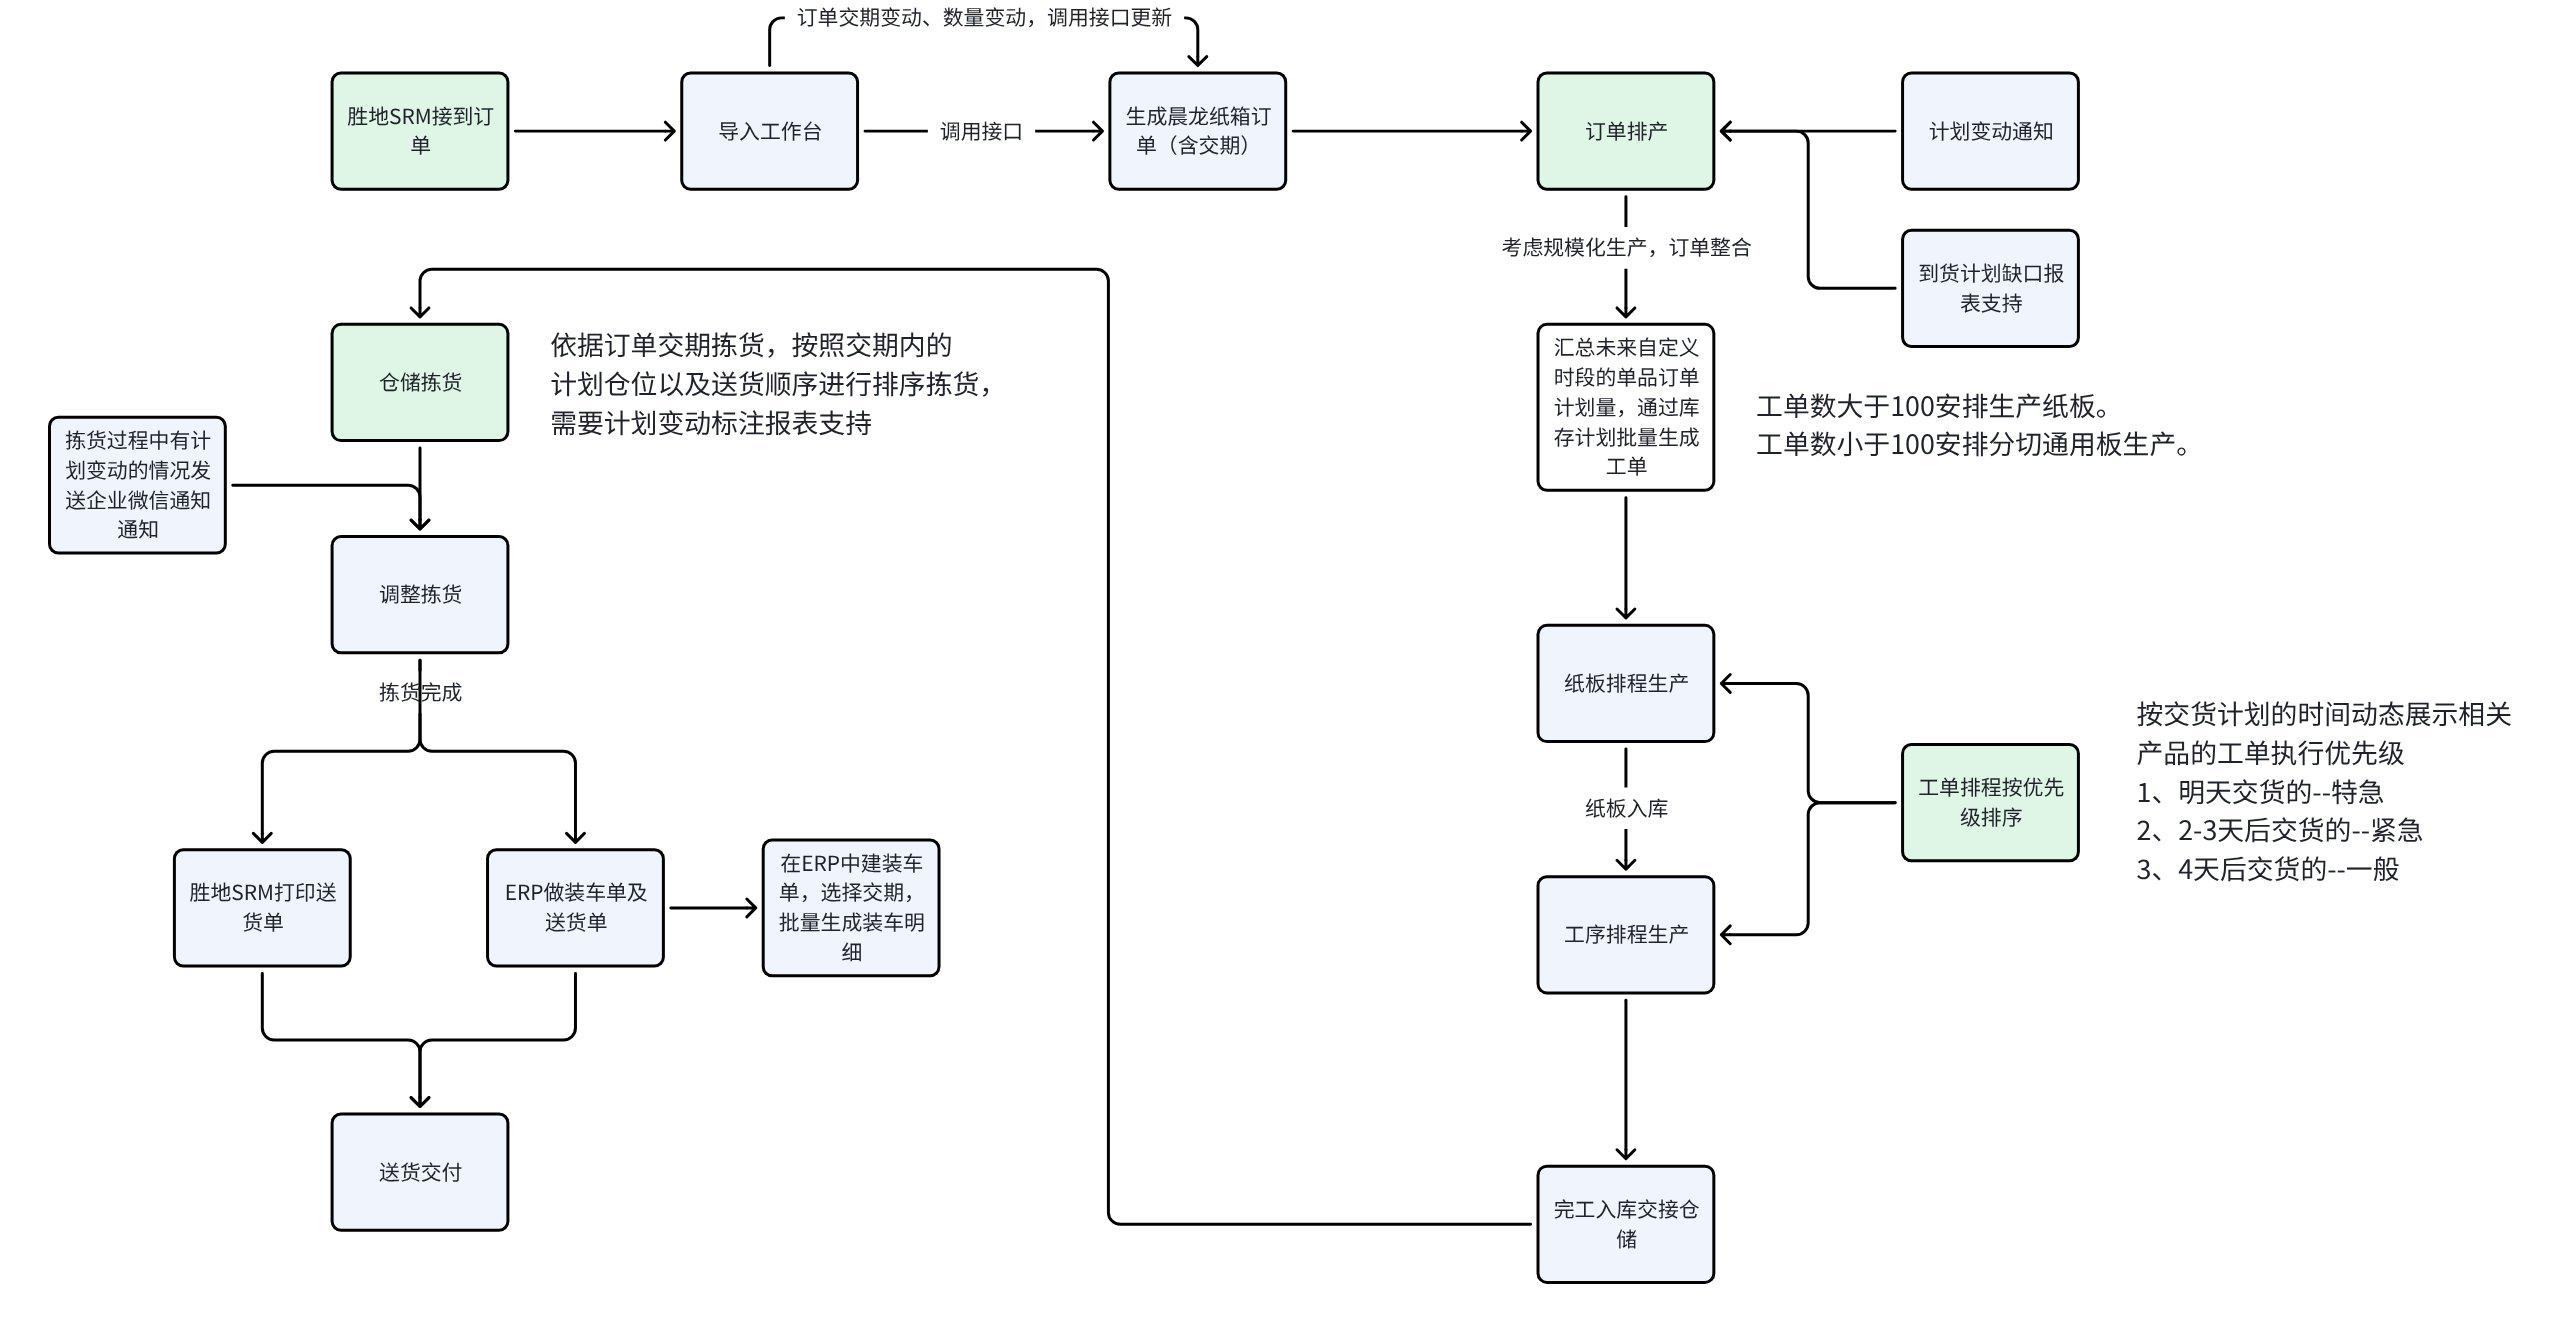 订单交期变动、数量变动，调用接口更新
胜地SRM接到订
单
导入工作台
调用接口
生成晨龙纸箱订
单（含交期）
订单排产
计划变动通知
考虑规模化生产，订单整合
到货计划缺口报
表支持
汇总未来自定义
时段的单品订单
计划量，通过库
存计划批量生成
工单
工单数大于100安排生产纸板。
工单数小于100安排分切通用板生产。
纸板排程生产
纸板入库
工单排程按优先
级排序
按交货计划的时间动态展示相关
产品的工单执行优先级
1、明天交货的--特急
2、2-3天后交货的--紧急
3、4天后交货的--一般
工序排程生产
完工入库交接仓
储
仓储拣货
依据订单交期拣货，按照交期内的
计划仓位以及送货顺序进行排序拣货，
需要计划变动标注报表支持
拣货过程中有计
划变动的情况发
送企业微信通知
通知
调整拣货
拣货完成
胜地SRM打印送
货单
ERP做装车单及
送货单
在ERP中建装车
单，选择交期，
批量生成装车明
细
送货交付